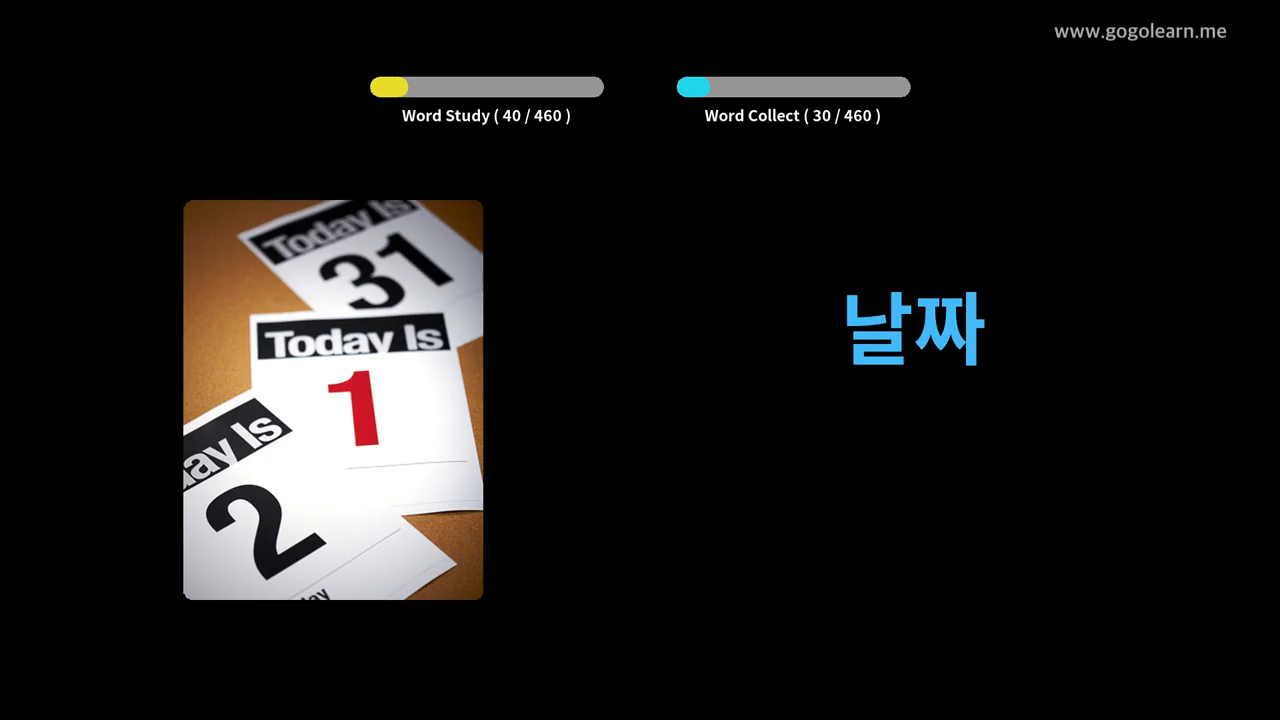 www.gogolearn.me
Word Study ( 40 / 460 )
Word Collect ( 30 / 460 )
Today Is
31
Today Is
1
ay Is
2
날짜